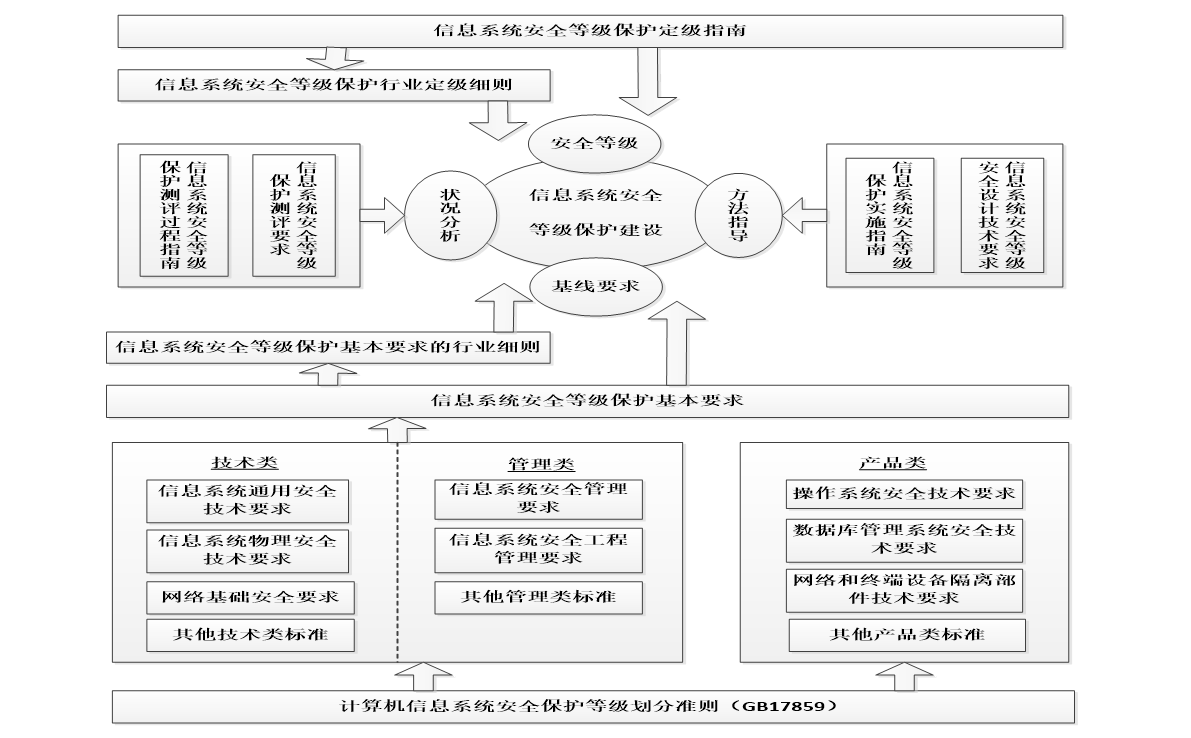 信息系统安全等级保护定级指南
信息系统安全等级保护行业定级细则
安全等级
信息系统安全等级
保护测评过程指南
信息系统安全等级
保护测评要求
状况分析
信息系统安全
等级保护建设
方法指导
信息系统安全等级
保护实施指南
信息系统安全等级
安全设计技术要求
基线要求
信息系统安全等级保护基本要求的行业细则
信息系统安全等级保护基本要求
技术类
信息系统通用安全
技术要求
信息系统物理安全
技术要求
网络基础安全要求
其他技术类标准
管理类
信息系统安全管理
要求
信息系统安全工程
管理要求
其他管理类标准
产品类
操作系统安全技术要求
数据库管理系统安全技
术要求
网络和终端设备隔离部
件技术要求
其他产品类标准
计算机信息系统安全保护等级划分准则（GB17859）